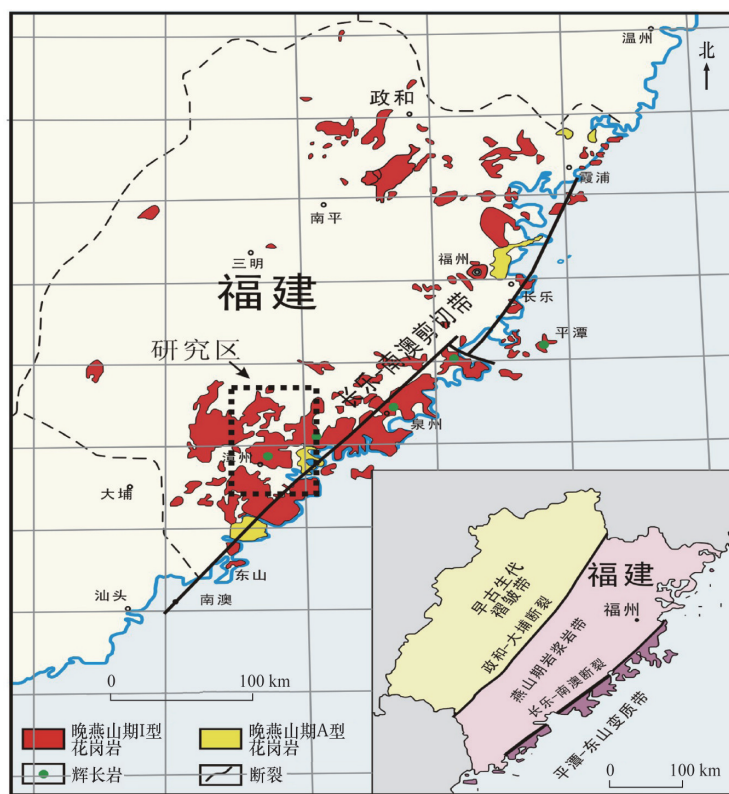 温州
北
政和
霞浦
南平
三明
福州
福建
长乐
长乐-南澳剪切带
平潭
研究区
泉州
漳州
大埔
东山
汕头
南澳
0 100 km
晚燕山期I型
花岗岩
晚燕山期A型
花岗岩
辉长岩
断裂
早古生代
褶皱带
福建
福州
政和-大埔断裂
燕山期岩浆岩带
长乐-南澳断裂
平潭-东山变质带
0 100 km